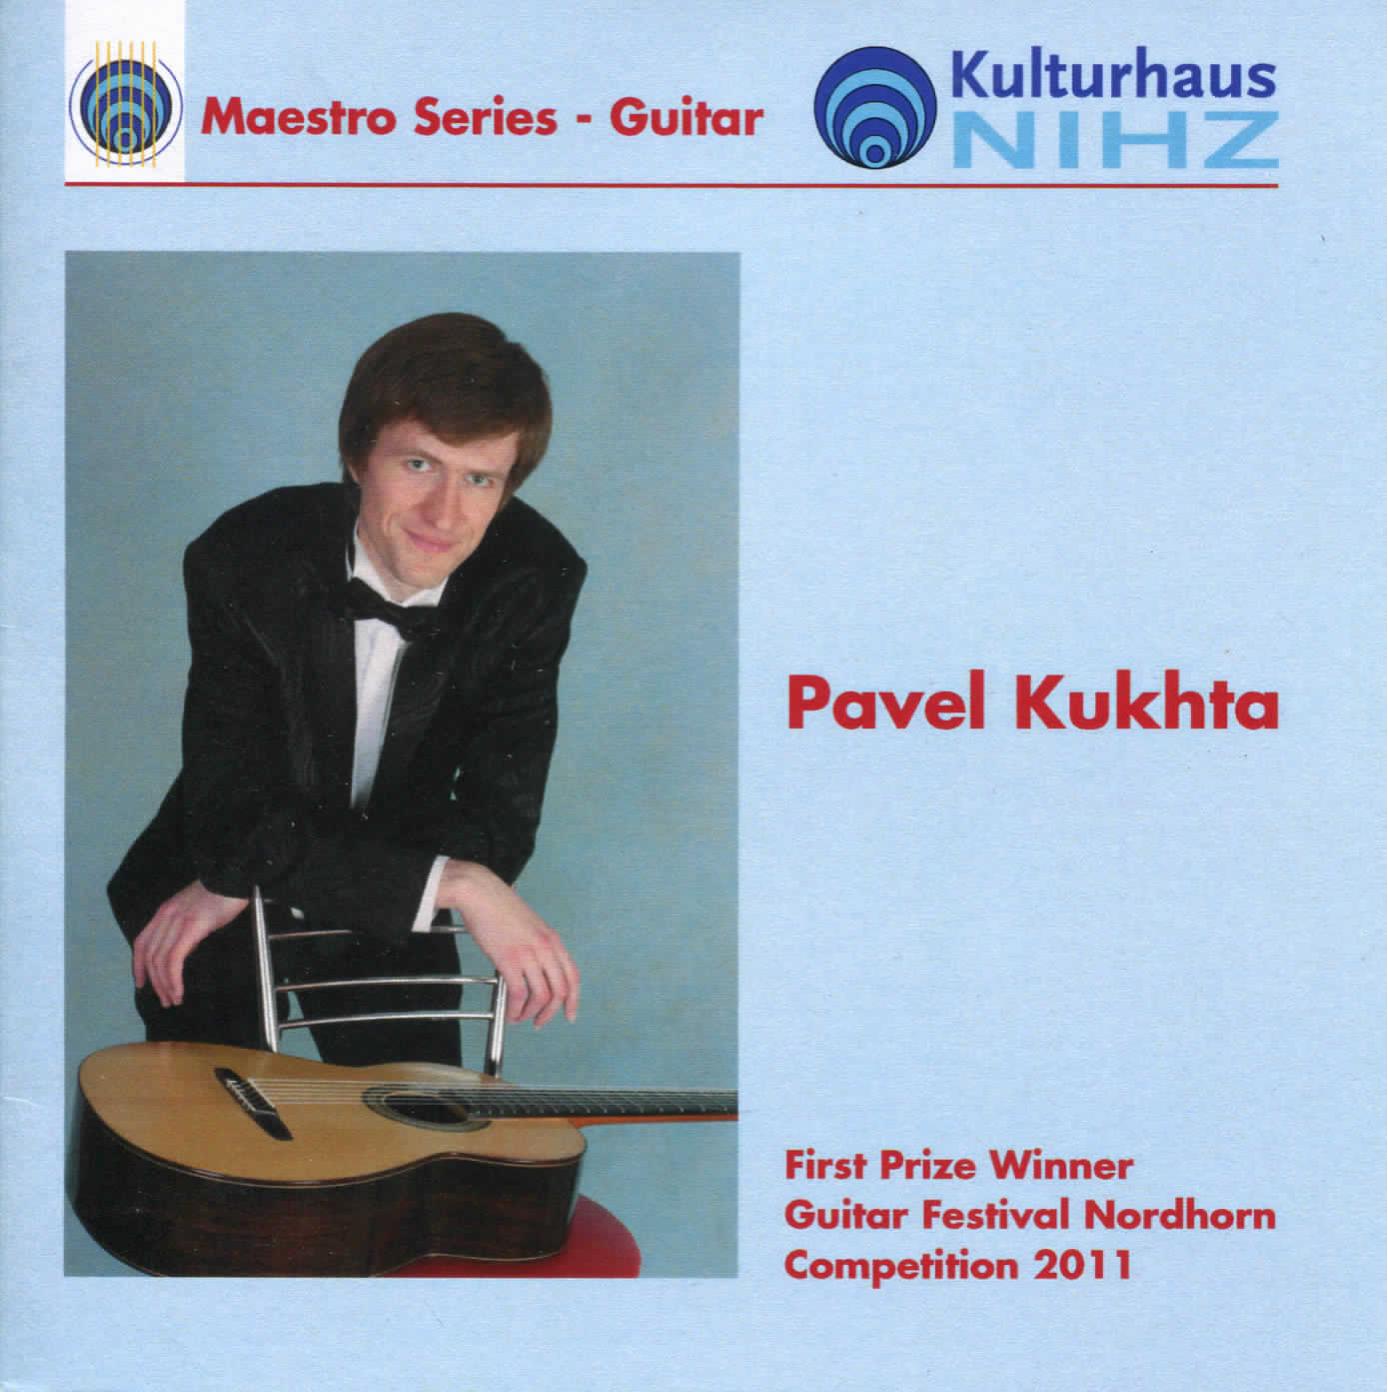 Maestro Series - Guitar
Kulturhaus
NIHZ
Pavel Kukhta
First Prize Winner
Guitar Festival Nordhorn
Competition 2011